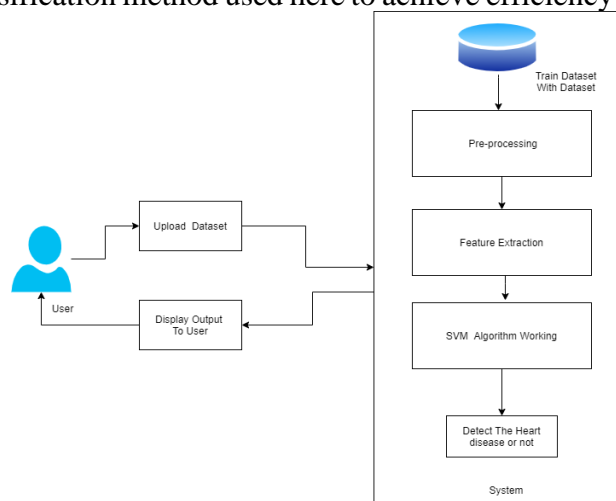 sification method used here to achieve efficiency
Train Dataset
With Dataset
Pre-processing
Upload Dataset
Feature Extraction
User
Display Output
To User
SVM Algorithm Working
Detect The Heart
disease or not
System